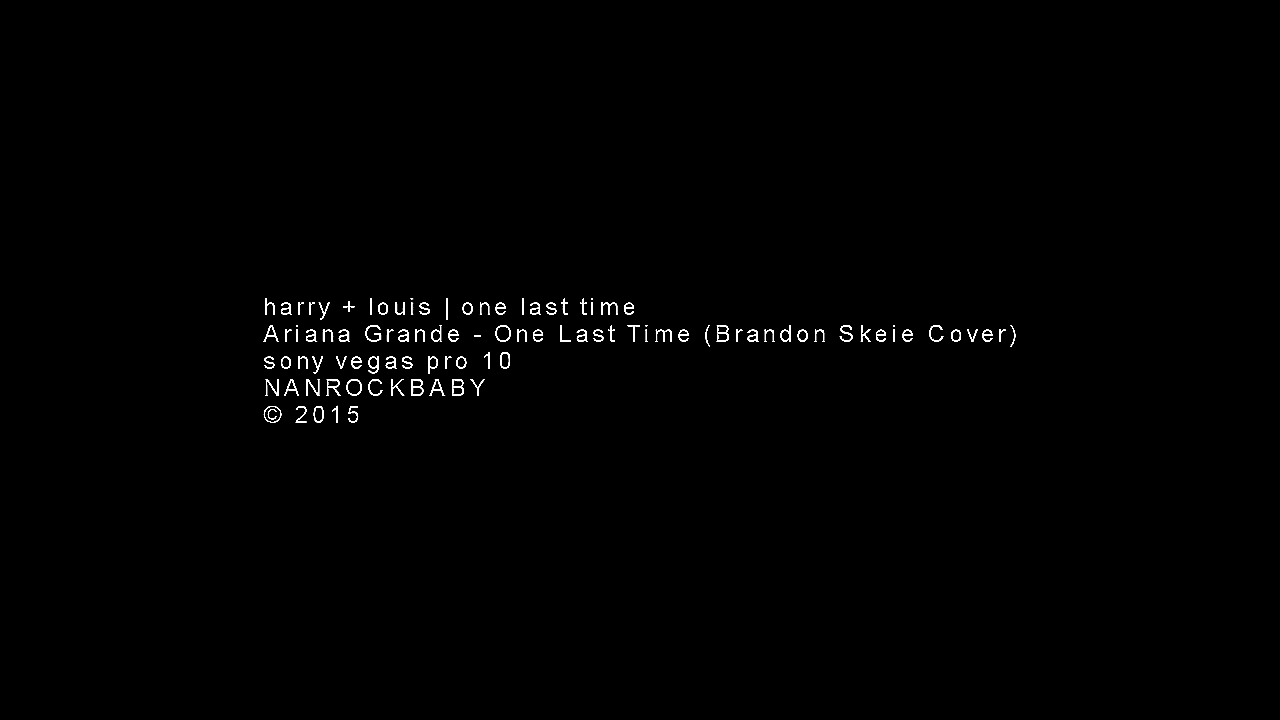 harry + louis | one last time
Ariana Grande - One Last Time (Brandon Skeie Cover)
sony vegas pro 10
NANROCKBABY
© 2015